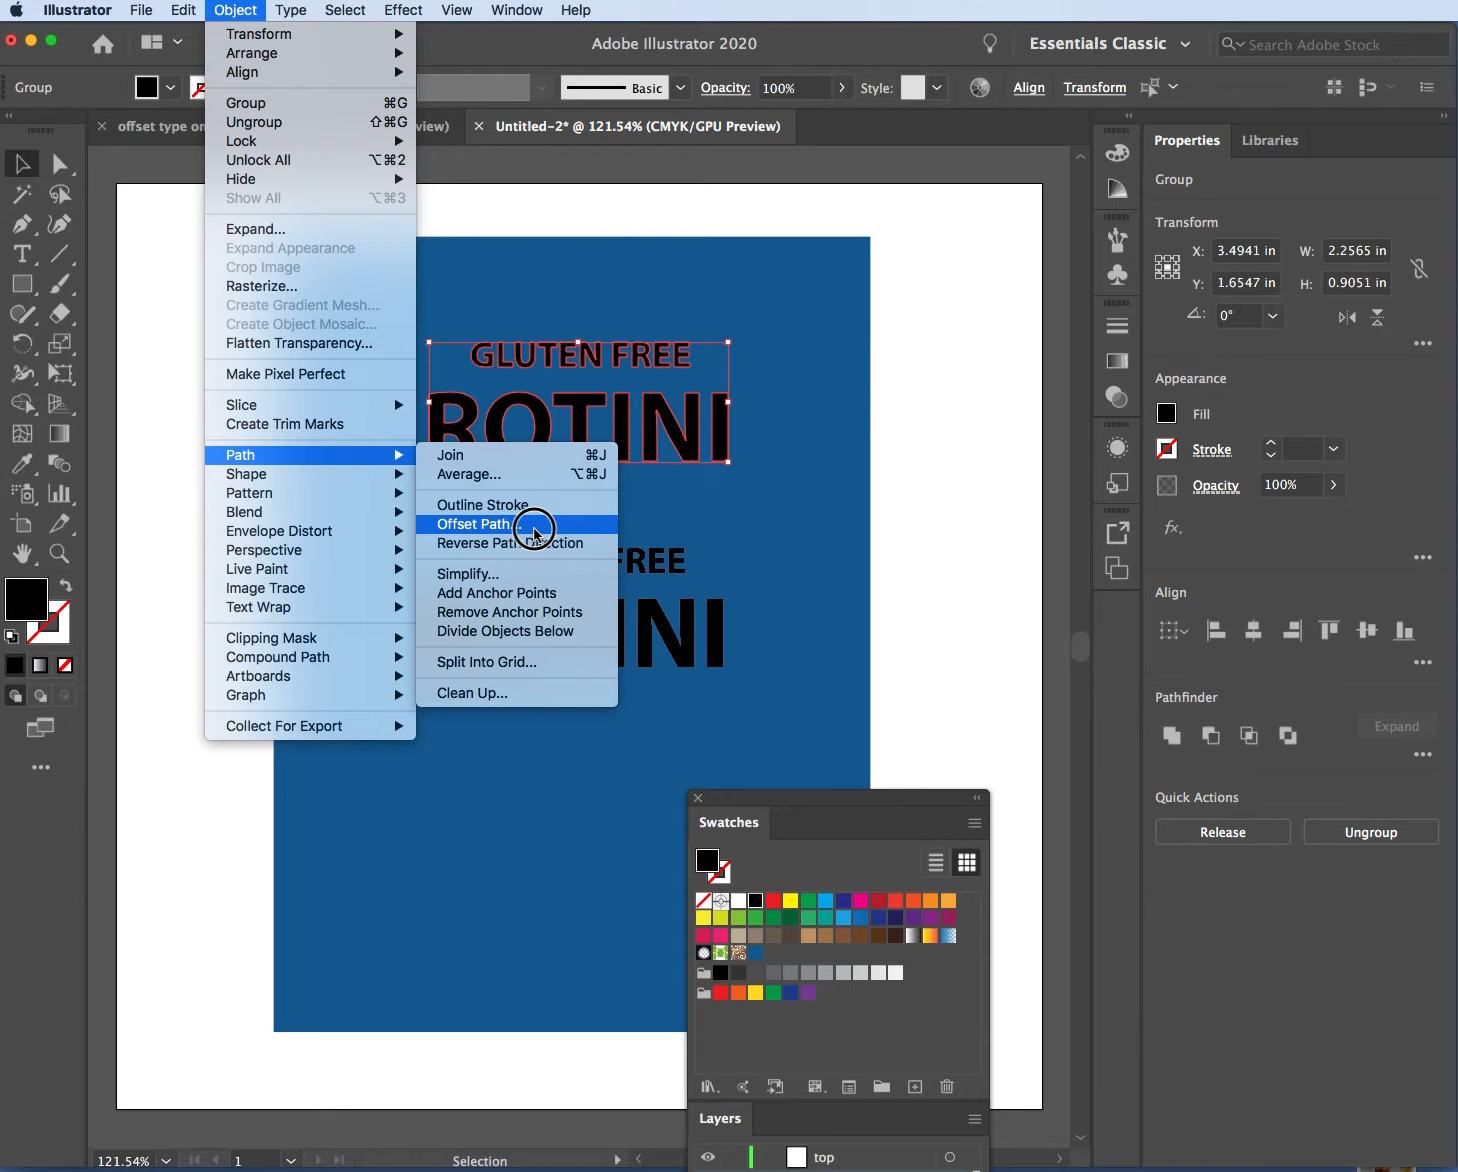 Illustrator File Edit Object Type Select Effect View Window Help
Adobe Illustrator 2020
Essentials Classic
Search Adobe Stock
Group
Basic
Opacity: 100%
Style:
Align
Transform
× offset type on
view)
× Untitled-2* @ 121.54% (CMYK/GPU Preview)
Transform
Arrange
Align
Group ⌘G
Ungroup ⇧⌘G
Lock
Unlock All ⌥⌘2
Hide
Show All ⌥⌘3
Expand...
Expand Appearance
Crop Image
Rasterize...
Create Gradient Mesh...
Create Object Mosaic...
Flatten Transparency...
Make Pixel Perfect
Slice
Create Trim Marks
Path
Shape
Pattern
Blend
Envelope Distort
Perspective
Live Paint
Image Trace
Text Wrap
Clipping Mask
Compound Path
Artboards
Graph
Collect For Export
Join ⌘J
Average... ⌥⌘J
Outline Stroke
Offset Path...
Reverse Path Direction
Simplify...
Add Anchor Points
Remove Anchor Points
Divide Objects Below
Split Into Grid...
Clean Up...
GLUTEN FREE
ROTINI
FREE
INI
Properties Libraries
Group
Transform
X: 3.4941 in W: 2.2565 in
Y: 1.6547 in H: 0.9051 in
0°
Appearance
Fill
Stroke
Opacity 100%
fx.
Align
Pathfinder
Expand
Quick Actions
Release Ungroup
Swatches
Layers
top
121.54% 1 Selection